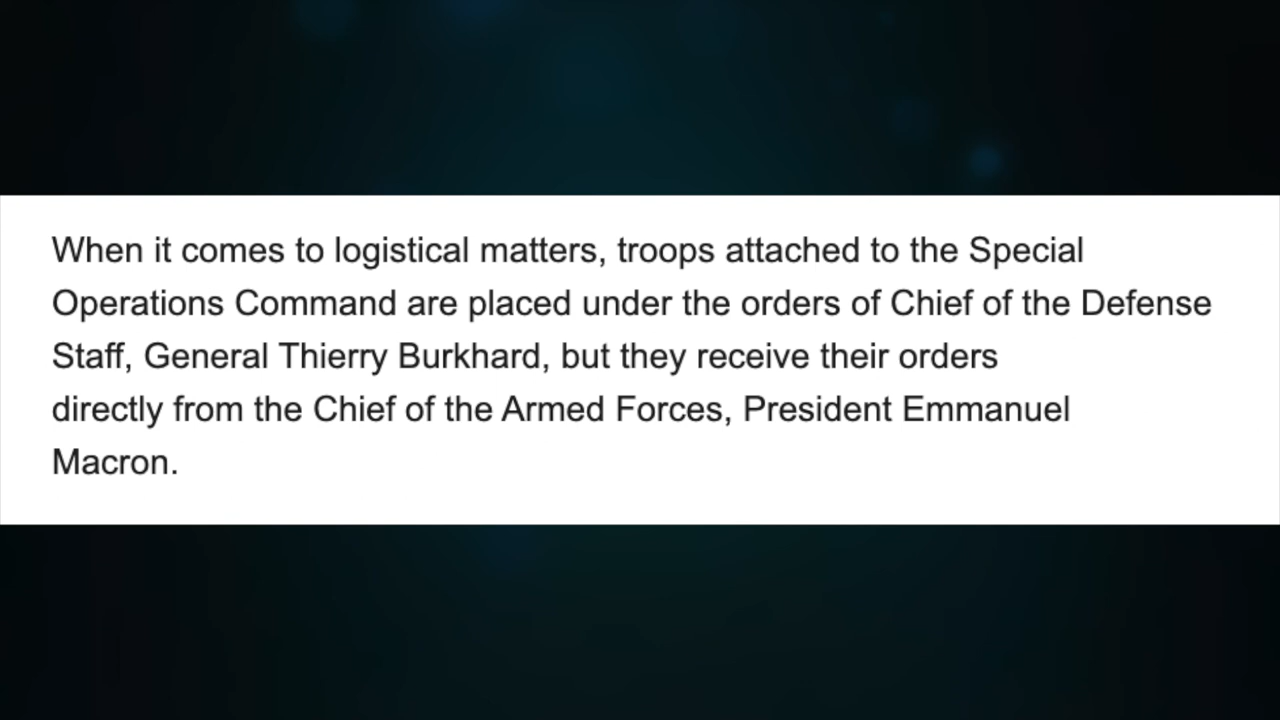 When it comes to logistical matters, troops attached to the Special
Operations Command are placed under the orders of Chief of the Defense
Staff, General Thierry Burkhard, but they receive their orders
directly from the Chief of the Armed Forces, President Emmanuel
Macron.